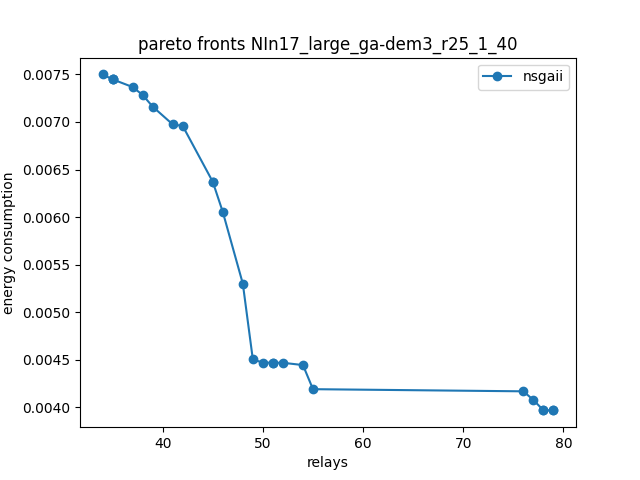 pareto fronts NIn17_large_ga-dem3_r25_1_40
nsgaii
energy consumption
0.0075
0.0070
0.0065
0.0060
0.0055
0.0050
0.0045
0.0040
40 50 60 70 80
relays